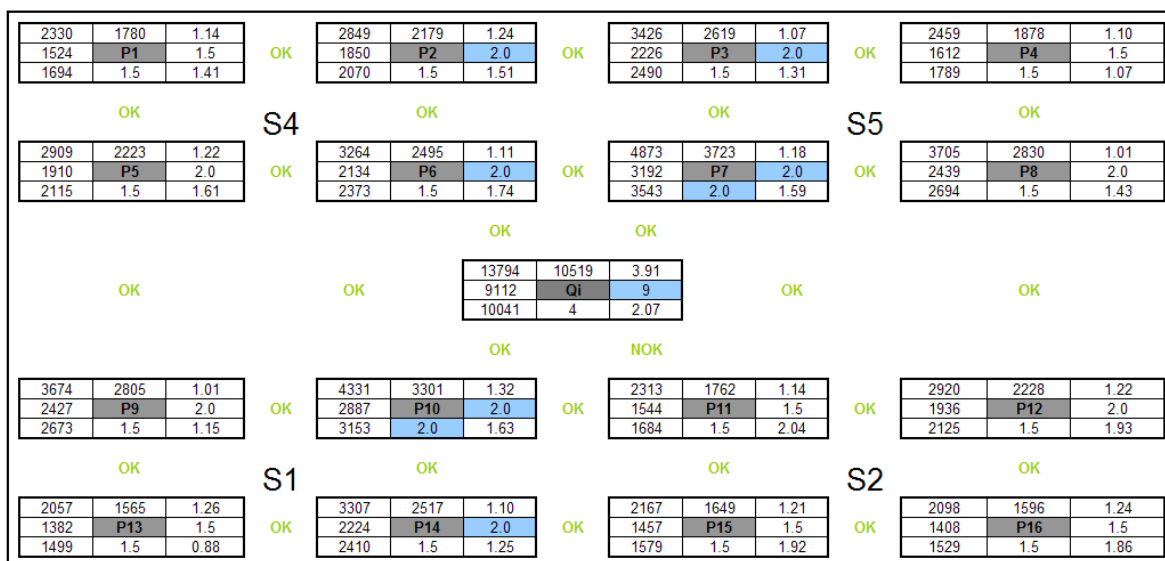 2330 1780 1.14 2849 2179 1.24 3426 2619 1.07 2459 1878 1.10
1524 P1 1.5 OK 1850 P2 2.0 OK 2226 P3 2.0 OK 1612 P4 1.5
1694 1.5 1.41 2070 1.5 1.51 2490 1.5 1.31 1789 1.5 1.07
OK OK OK OK
S4 S5
2909 2223 1.22 3264 2495 1.11 4873 3723 1.18 3705 2830 1.01
1910 P5 2.0 OK 2134 P6 2.0 OK 3192 P7 2.0 OK 2439 P8 2.0
2115 1.5 1.61 2373 1.5 1.74 3543 2.0 1.59 2694 1.5 1.43
OK OK
13794 10519 3.91
OK OK 9112 Qi 9 OK OK
10041 4 2.07
OK NOK
3674 2805 1.01 4331 3301 1.32 2313 1762 1.14 2920 2228 1.22
2427 P9 2.0 OK 2887 P10 2.0 OK 1544 P11 1.5 OK 1936 P12 2.0
2673 1.5 1.15 3153 2.0 1.63 1684 1.5 2.04 2125 1.5 1.93
OK OK OK OK
S1 S2
2057 1565 1.26 3307 2517 1.10 2167 1649 1.21 2098 1596 1.24
1382 P13 1.5 OK 2224 P14 2.0 OK 1457 P15 1.5 OK 1408 P16 1.5
1499 1.5 0.88 2410 1.5 1.25 1579 1.5 1.92 1529 1.5 1.86